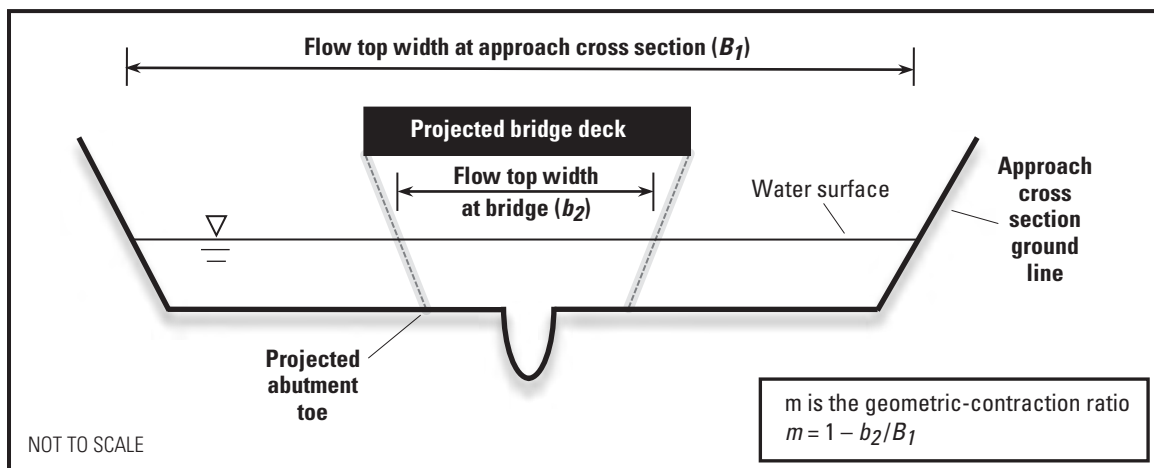 Flow top width at approach cross section (B1)
Projected bridge deck
Flow top width
at bridge (b2)
Water surface
Approach
cross
section
ground
line
Projected
abutment
toe
m is the geometric-contraction ratio
m = 1 – b2/B1
NOT TO SCALE